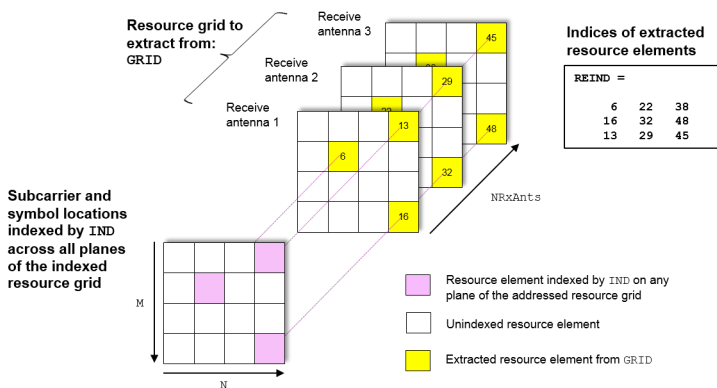 Resource grid to
extract from:
GRID
Receive
antenna 3
Receive
antenna 2
Receive
antenna 1
45
29
13
6
48
32
16
NRxAnts
Indices of extracted
resource elements
REIND =
6 22 38
16 32 48
13 29 45
Subcarrier and
symbol locations
indexed by IND
across all planes
of the indexed
resource grid
M
N
Resource element indexed by IND on any
plane of the addressed resource grid
Unindexed resource element
Extracted resource element from GRID